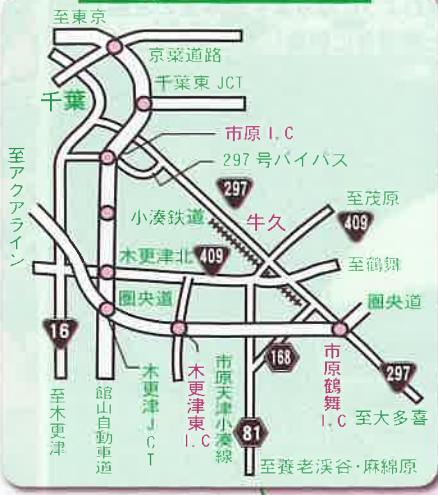 至東京
京葉道路
千葉東 JCT
千葉
市原 I.C
297号バイパス
至アクアライン
297
至茂原
409
小湊鉄道
牛久
木更津北
409
至鶴舞
圏央道
圏央道
16
168
297
至木更津
館山自動車道
木更津JCT
木更津東I.C
市原天津小湊線
市原鶴舞I.C
81
至大多喜
至養老渓谷・麻綿原